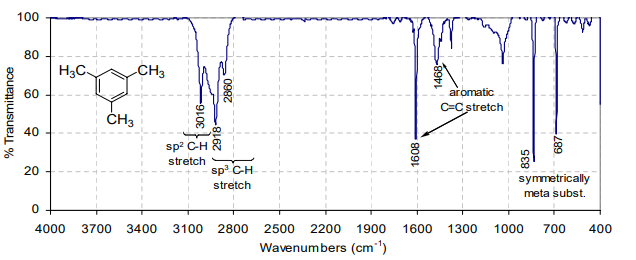 100
80
60
40
20
0
% Transmittance
H₃C
CH₃
CH₃
3016
2918
2860
sp² C-H
stretch
sp³ C-H
stretch
1608
1468
aromatic
C=C stretch
835
687
symmetrically
meta subst.
4000 3700 3400 3100 2800 2500 2200 1900 1600 1300 1000 700 400
Wavenumbers (cm⁻¹)